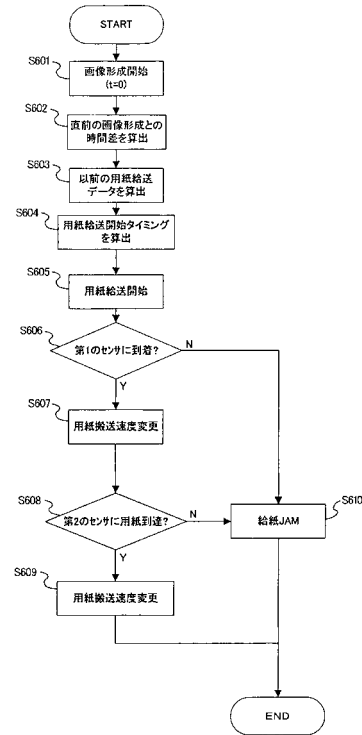 START
S601
画像形成開始
(t=0)
S602
直前の画像形成との
時間差を算出
S603
以前の用紙給送
データを算出
S604
用紙給送開始タイミング
を算出
S605
用紙給送開始
S606
第1のセンサに到着?
N
Y
S607
用紙搬送速度変更
S608
第2のセンサに用紙到達?
N
S610
給紙JAM
Y
S609
用紙搬送速度変更
END